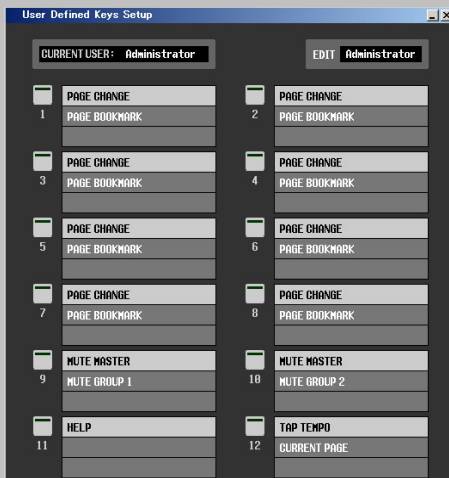 User Defined Keys Setup
CURRENT USER: Administrator
EDIT Administrator
1 PAGE CHANGE
PAGE BOOKMARK
2 PAGE CHANGE
PAGE BOOKMARK
3 PAGE CHANGE
PAGE BOOKMARK
4 PAGE CHANGE
PAGE BOOKMARK
5 PAGE CHANGE
PAGE BOOKMARK
6 PAGE CHANGE
PAGE BOOKMARK
7 PAGE CHANGE
PAGE BOOKMARK
8 PAGE CHANGE
PAGE BOOKMARK
9 MUTE MASTER
MUTE GROUP 1
10 MUTE MASTER
MUTE GROUP 2
11 HELP
12 TAP TEMPO
CURRENT PAGE